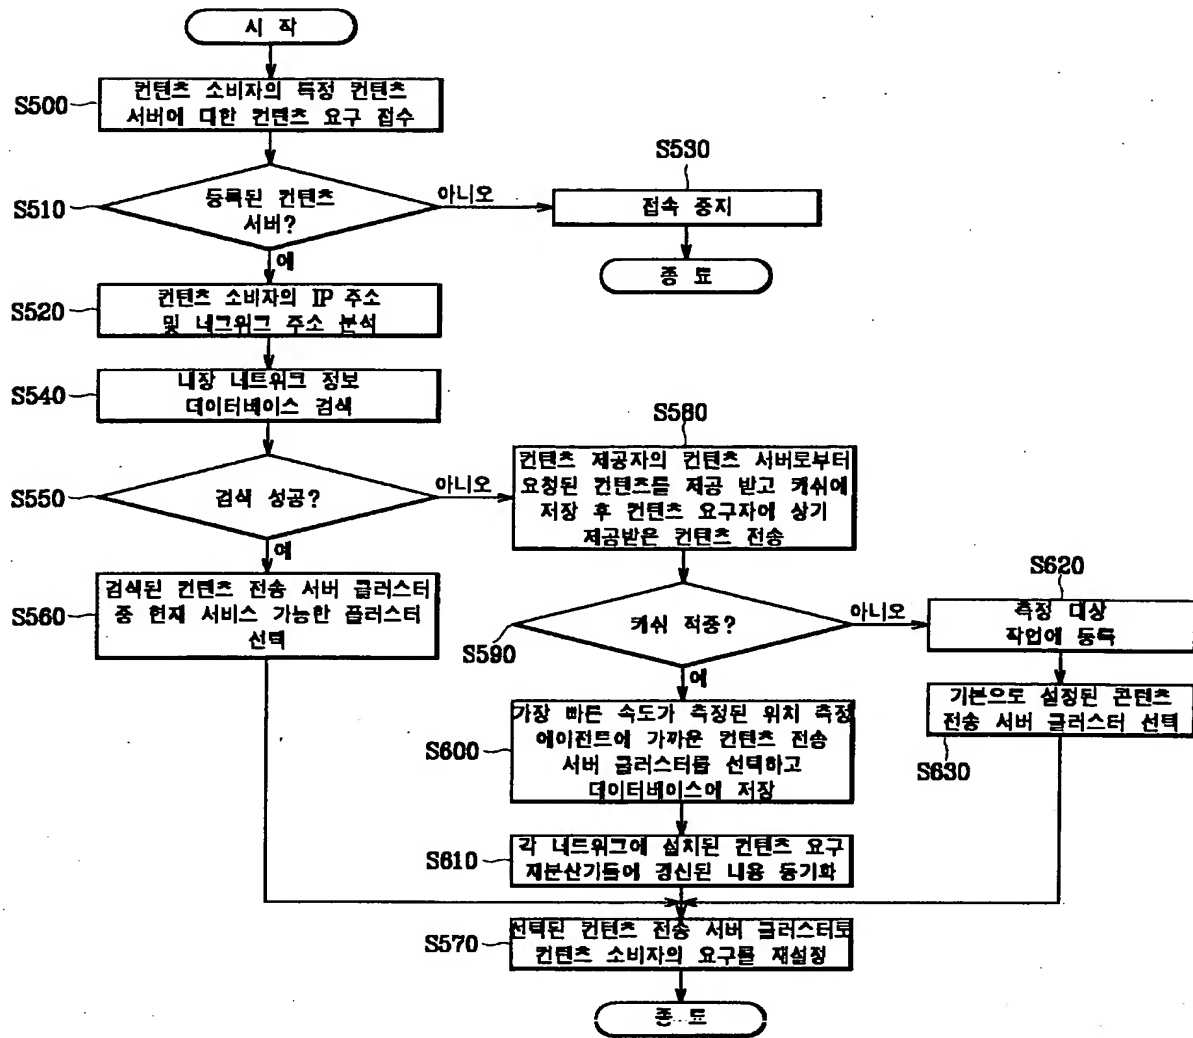 시 작
S500
컨텐츠 소비자의 특정 컨텐츠
서버에 대한 컨텐츠 요구 접수
S510
등록된 컨텐츠
서버?
아니오
S530
접속 중지
종 료
예
S520
컨텐츠 소비자의 IP 주소
및 네트워크 주소 분석
S540
내장 네트워크 정보
데이터베이스 검색
S550
검색 성공?
아니오
S580
컨텐츠 제공자의 컨텐츠 서버로부터
요청된 컨텐츠를 제공 받고 캐쉬에
저장 후 컨텐츠 요구자에 상기
제공받은 컨텐츠 전송
예
S560
검색된 컨텐츠 전송 서버 클러스터
중 현재 서비스 가능한 클러스터
선택
S590
캐쉬 적중?
아니오
S620
측정 대상
작업에 등록
예
S600
가장 빠른 속도가 측정된 위치 측정
에이전트에 가까운 컨텐츠 전송
서버 클러스터를 선택하고
데이터베이스에 저장
기본으로 설정된 콘텐츠
전송 서버 클러스터 선택
S630
S610
각 네트워크에 설치된 컨텐츠 요구
재분산기들에 갱신된 내용 동기화
S570
선택된 컨텐츠 전송 서버 클러스터로
컨텐츠 소비자의 요구를 재설정
종 료